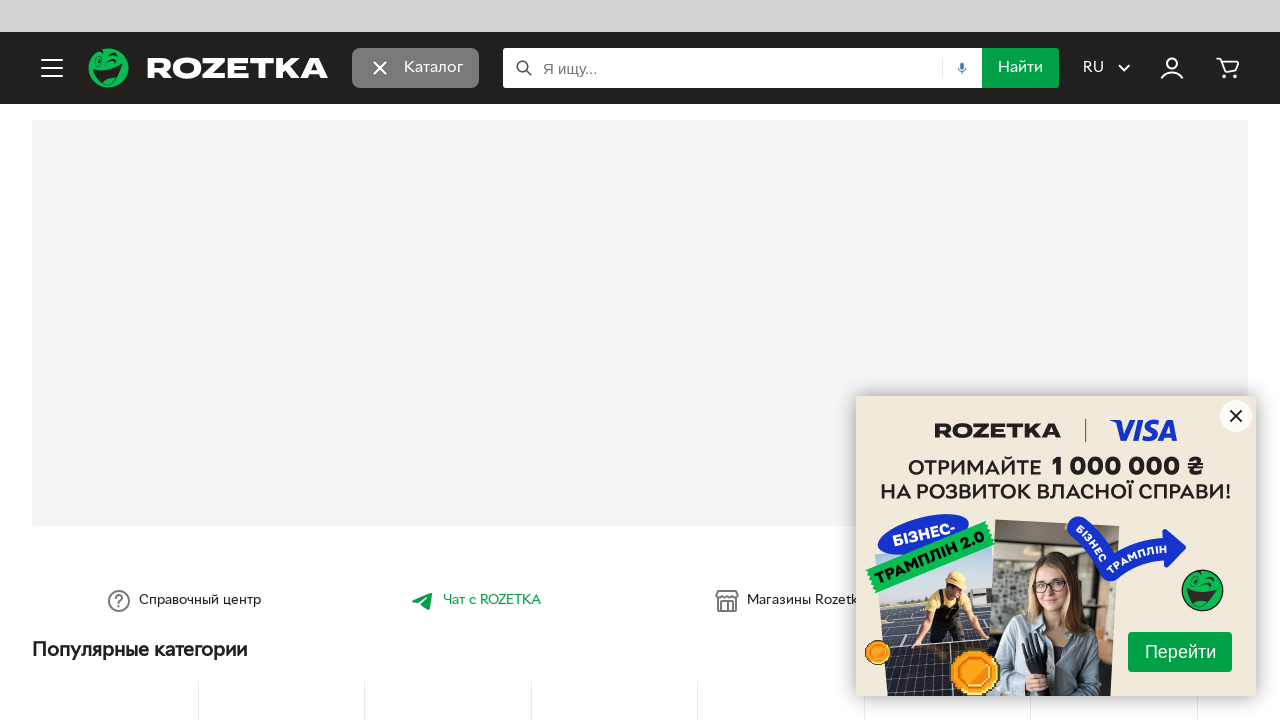 ROZETKA
Каталог
Я ищу...
Найти
RU
ROZETKA | VISA
ОТРИМАЙТЕ 1 000 000 ₴
НА РОЗВИТОК ВЛАСНОЇ СПРАВИ!
БІЗНЕС-
ТРАМПЛІН 2.0
БІЗНЕС
ТРАМПЛІН
Перейти
Справочный центр
Чат с ROZETKA
Магазины Rozetk
Популярные категории